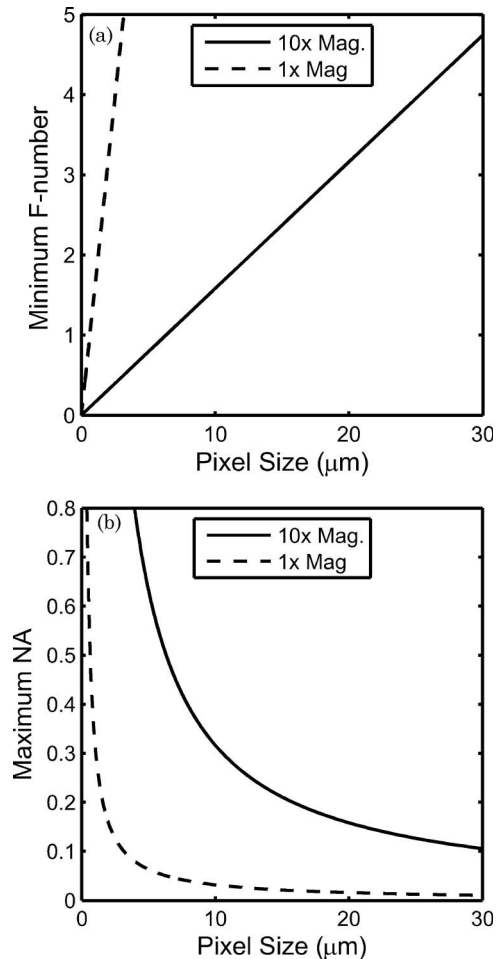 (a)
10x Mag.
1x Mag
5
4
3
2
1
0
Minimum F-number
0 10 20 30
Pixel Size (μm)
(b)
10x Mag.
1x Mag
0.8
0.7
0.6
0.5
0.4
0.3
0.2
0.1
0
Maximum NA
0 10 20 30
Pixel Size (μm)